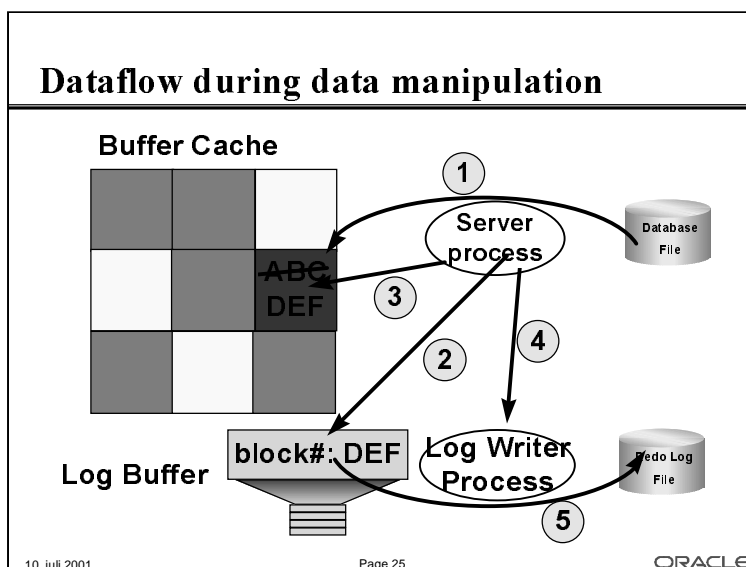 Dataflow during data manipulation
Buffer Cache
1
Server
process
Database
File
ABC
DEF
3
2
4
block#: DEF
Log Buffer
Log Writer
Process
Redo Log
File
5
10. juli 2001
Page 25
ORACLE